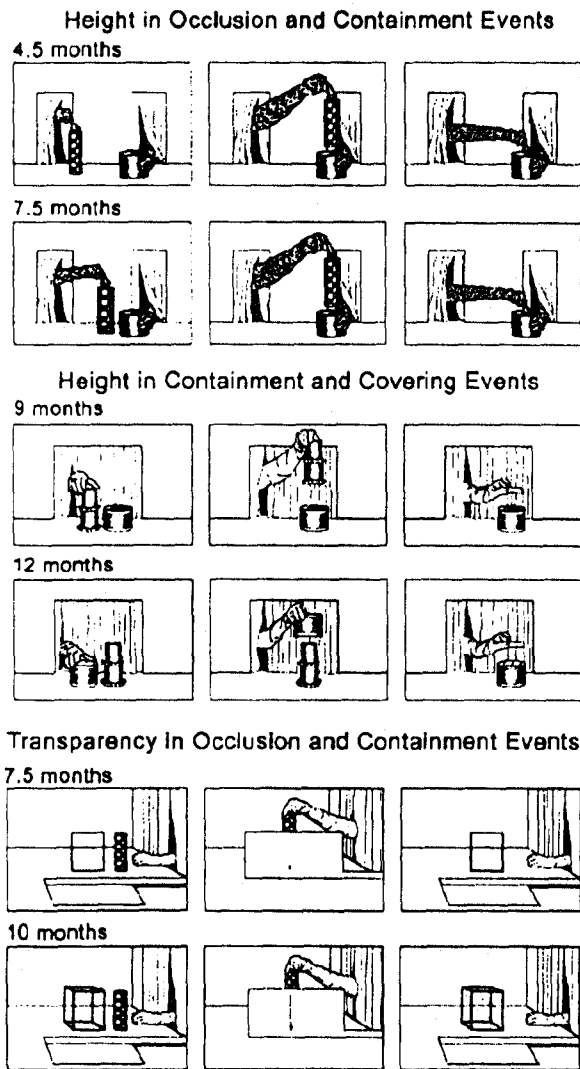 Height in Occlusion and Containment Events
4.5 months
7.5 months
Height in Containment and Covering Events
9 months
12 months
Transparency in Occlusion and Containment Events
7.5 months
10 months